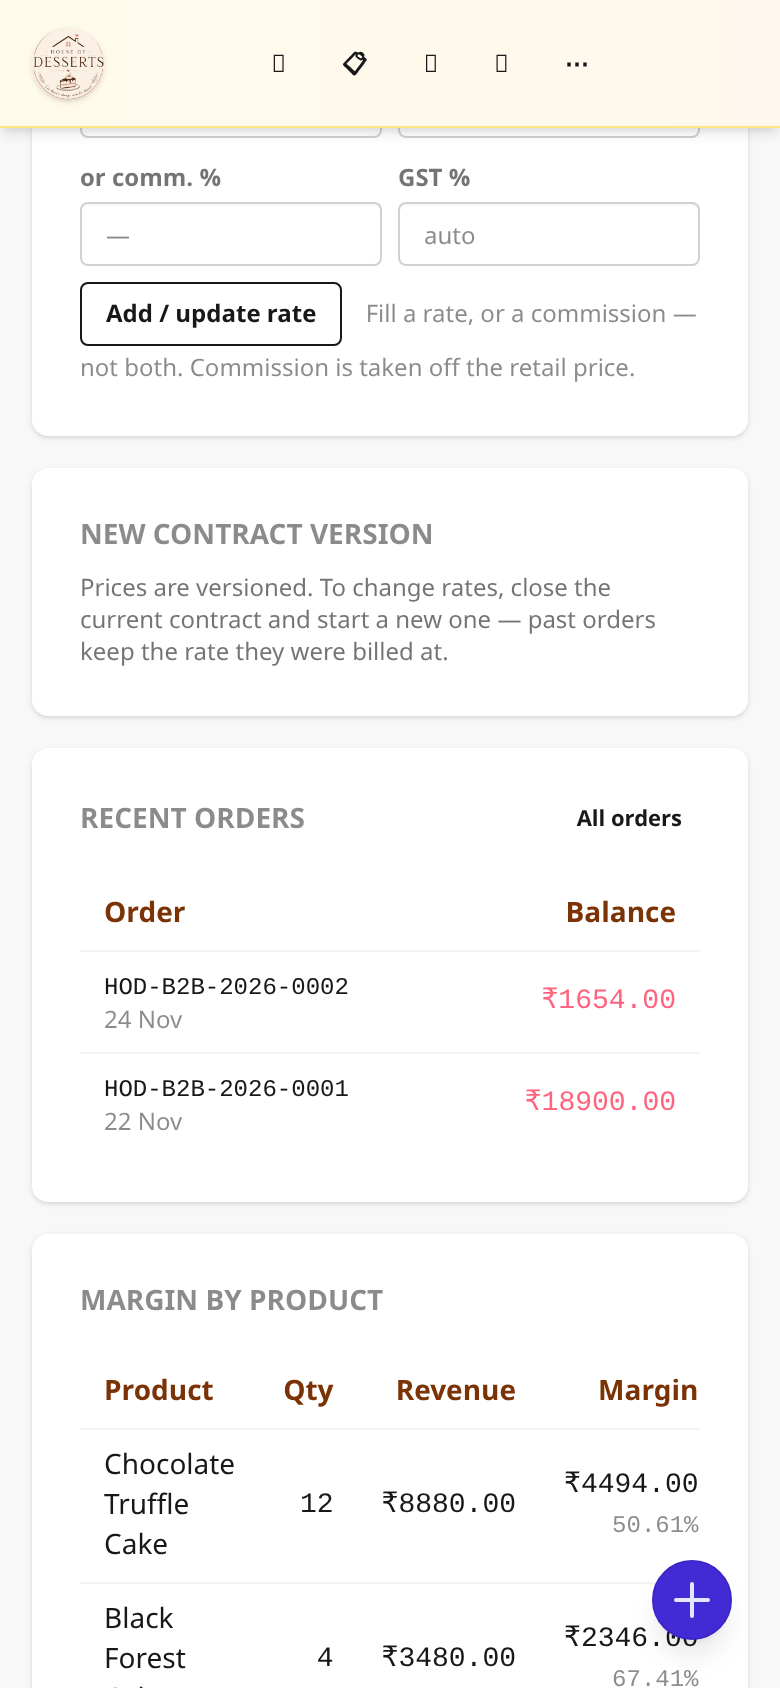 HOUSE OF
DESSERTS
or comm. %
GST %
—
auto
Add / update rate
Fill a rate, or a commission —
not both. Commission is taken off the retail price.
NEW CONTRACT VERSION
Prices are versioned. To change rates, close the
current contract and start a new one — past orders
keep the rate they were billed at.
RECENT ORDERS
All orders
Order Balance
HOD-B2B-2026-0002
24 Nov
₹1654.00
HOD-B2B-2026-0001
22 Nov
₹18900.00
MARGIN BY PRODUCT
Product Qty Revenue Margin
Chocolate
Truffle
Cake
12
₹8880.00
₹4494.00
50.61%
Black
Forest
4
₹3480.00
₹2346.00
67.41%